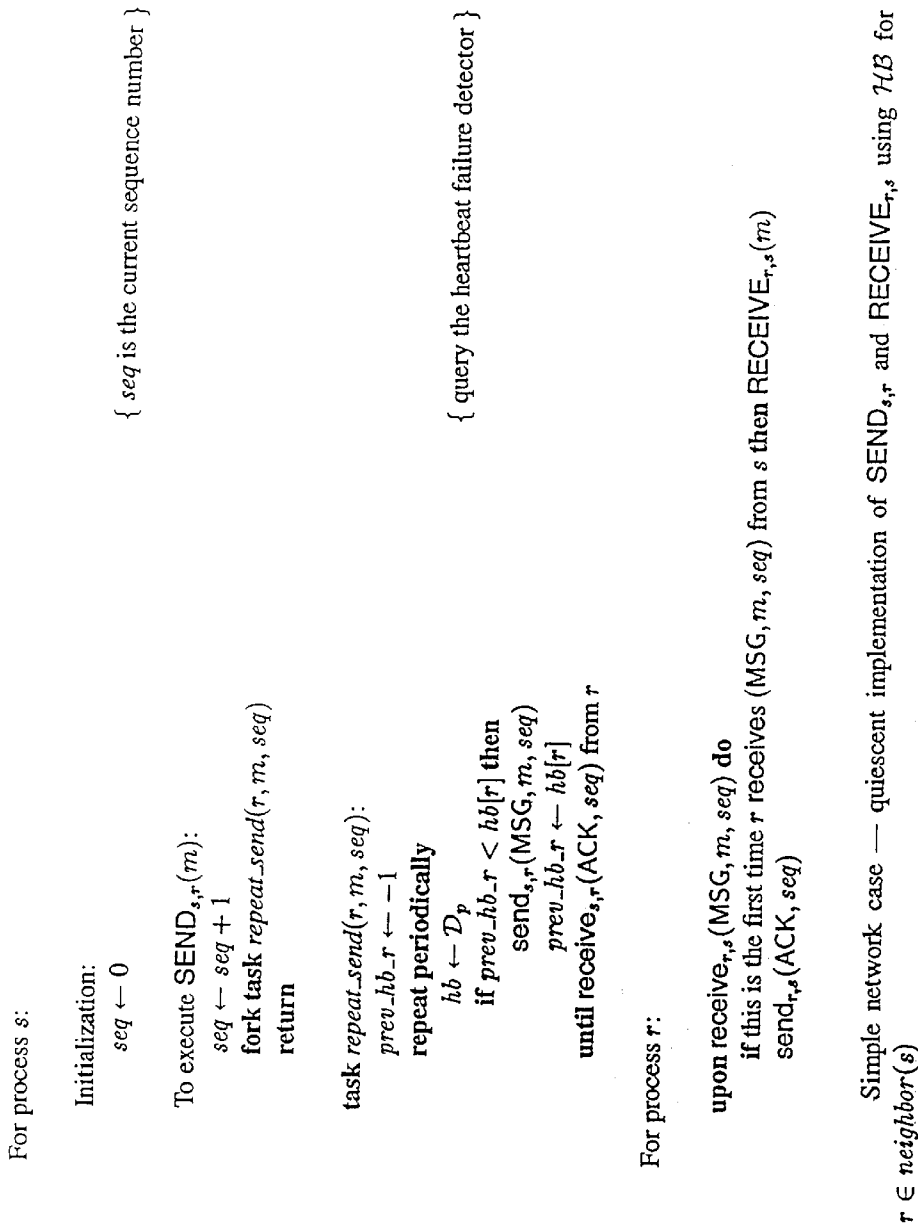 For process s:
Initialization:
seq ← 0 { seq is the current sequence number }
To execute SEND_{s,r}(m):
seq ← seq + 1
fork task repeat_send(r, m, seq)
return
task repeat_send(r, m, seq):
prev_hb_r ← −1
repeat periodically
hb ← 𝒟_p { query the heartbeat failure detector }
if prev_hb_r < hb[r] then
send_{s,r}(MSG, m, seq)
prev_hb_r ← hb[r]
until receive_{s,r}(ACK, seq) from r
For process r:
upon receive_{r,s}(MSG, m, seq) do
if this is the first time r receives (MSG, m, seq) from s then RECEIVE_{r,s}(m)
send_{r,s}(ACK, seq)
Simple network case — quiescent implementation of SEND_{s,r} and RECEIVE_{r,s} using ℋℬ for
r ∈ neighbor(s)